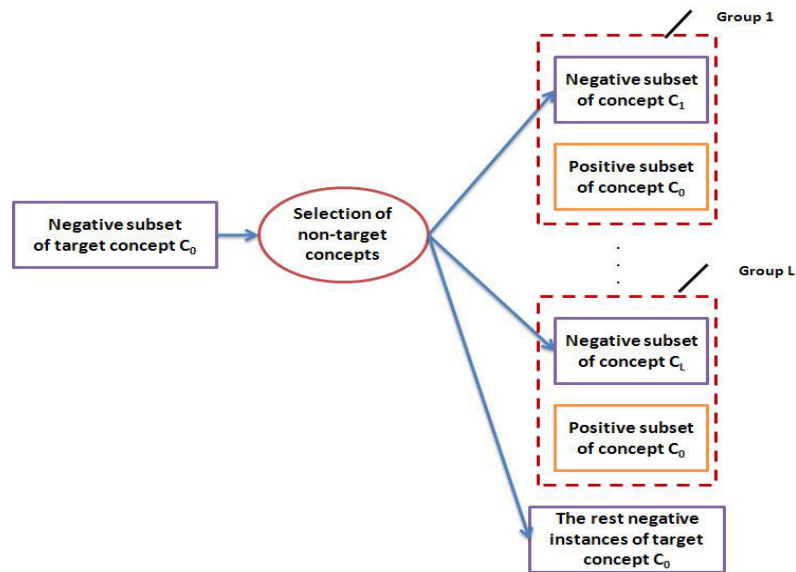 Group 1
Negative subset
of concept C₁
Positive subset
of concept C₀
Negative subset
of target concept C₀
Selection of
non-target
concepts
.
.
.
Group L
Negative subset
of concept C_L
Positive subset
of concept C₀
The rest negative
instances of target
concept C₀